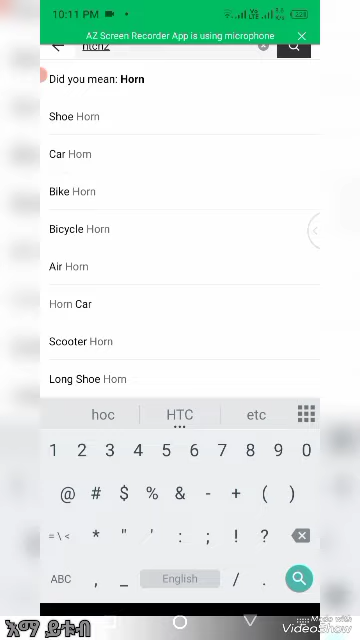 10:11 PM
AZ Screen Recorder App is using microphone
Did you mean: Horn
Shoe Horn
Car Horn
Bike Horn
Bicycle Horn
Air Horn
Horn Car
Scooter Horn
Long Shoe Horn
hoc HTC etc
1 2 3 4 5 6 7 8 9 0
@ # $ % & - + ( )
= \ < * " ' : ; ! ?
ABC , _ English / .
እማ ይቱብ
Made with
VideoShow